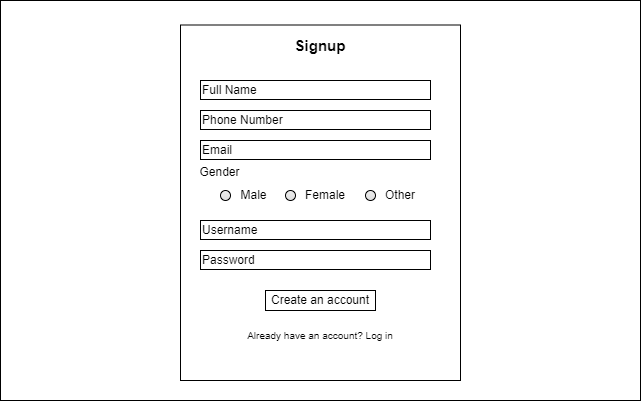 Signup
Full Name
Phone Number
Email
Gender
Male Female Other
Username
Password
Create an account
Already have an account? Log in